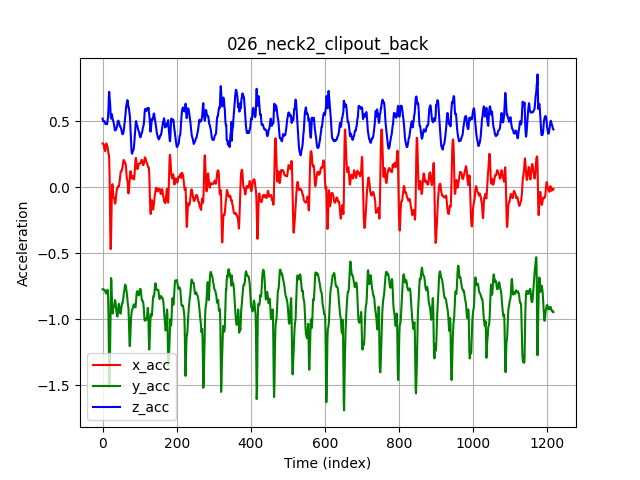 026_neck2_clipout_back
Acceleration
0.5
0.0
−0.5
−1.0
−1.5
x_acc
y_acc
z_acc
0 200 400 600 800 1000 1200
Time (index)